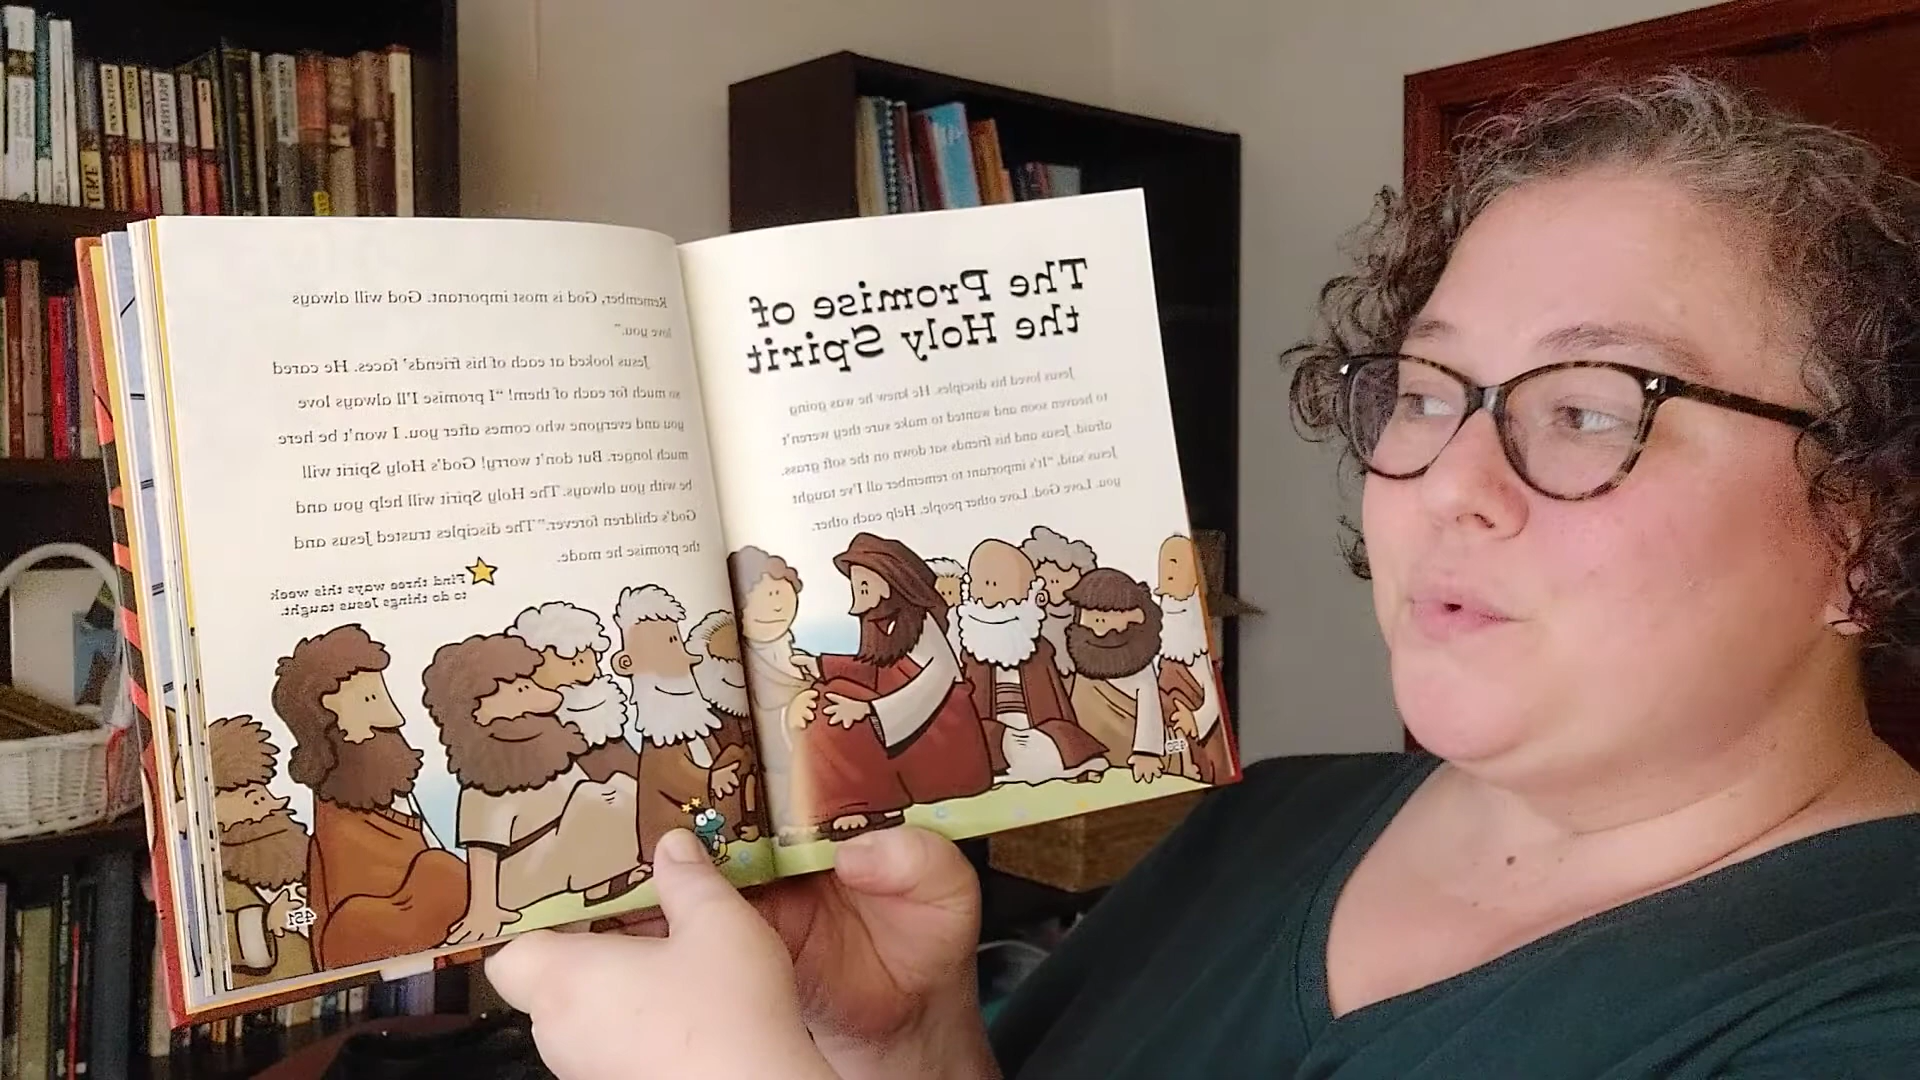 The Promise of
the Holy Spirit
Jesus loved his disciples. He knew he was going
to heaven soon and wanted to make sure they weren't
afraid. Jesus and his friends sat down on the soft grass.
Jesus said, "It's important to remember all I've taught
you. Love God. Love other people. Help each other.
450
Remember, God is most important. God will always
love you."
Jesus looked at each of his friends' faces. He cared
so much for each of them! "I promise I'll always love
you and everyone who comes after you. I won't be here
much longer. But don't worry! God's Holy Spirit will
be with you always. The Holy Spirit will help you and
God's children forever." The disciples trusted Jesus and
the promise he made.
Find three ways this week
to do things Jesus taught.
451